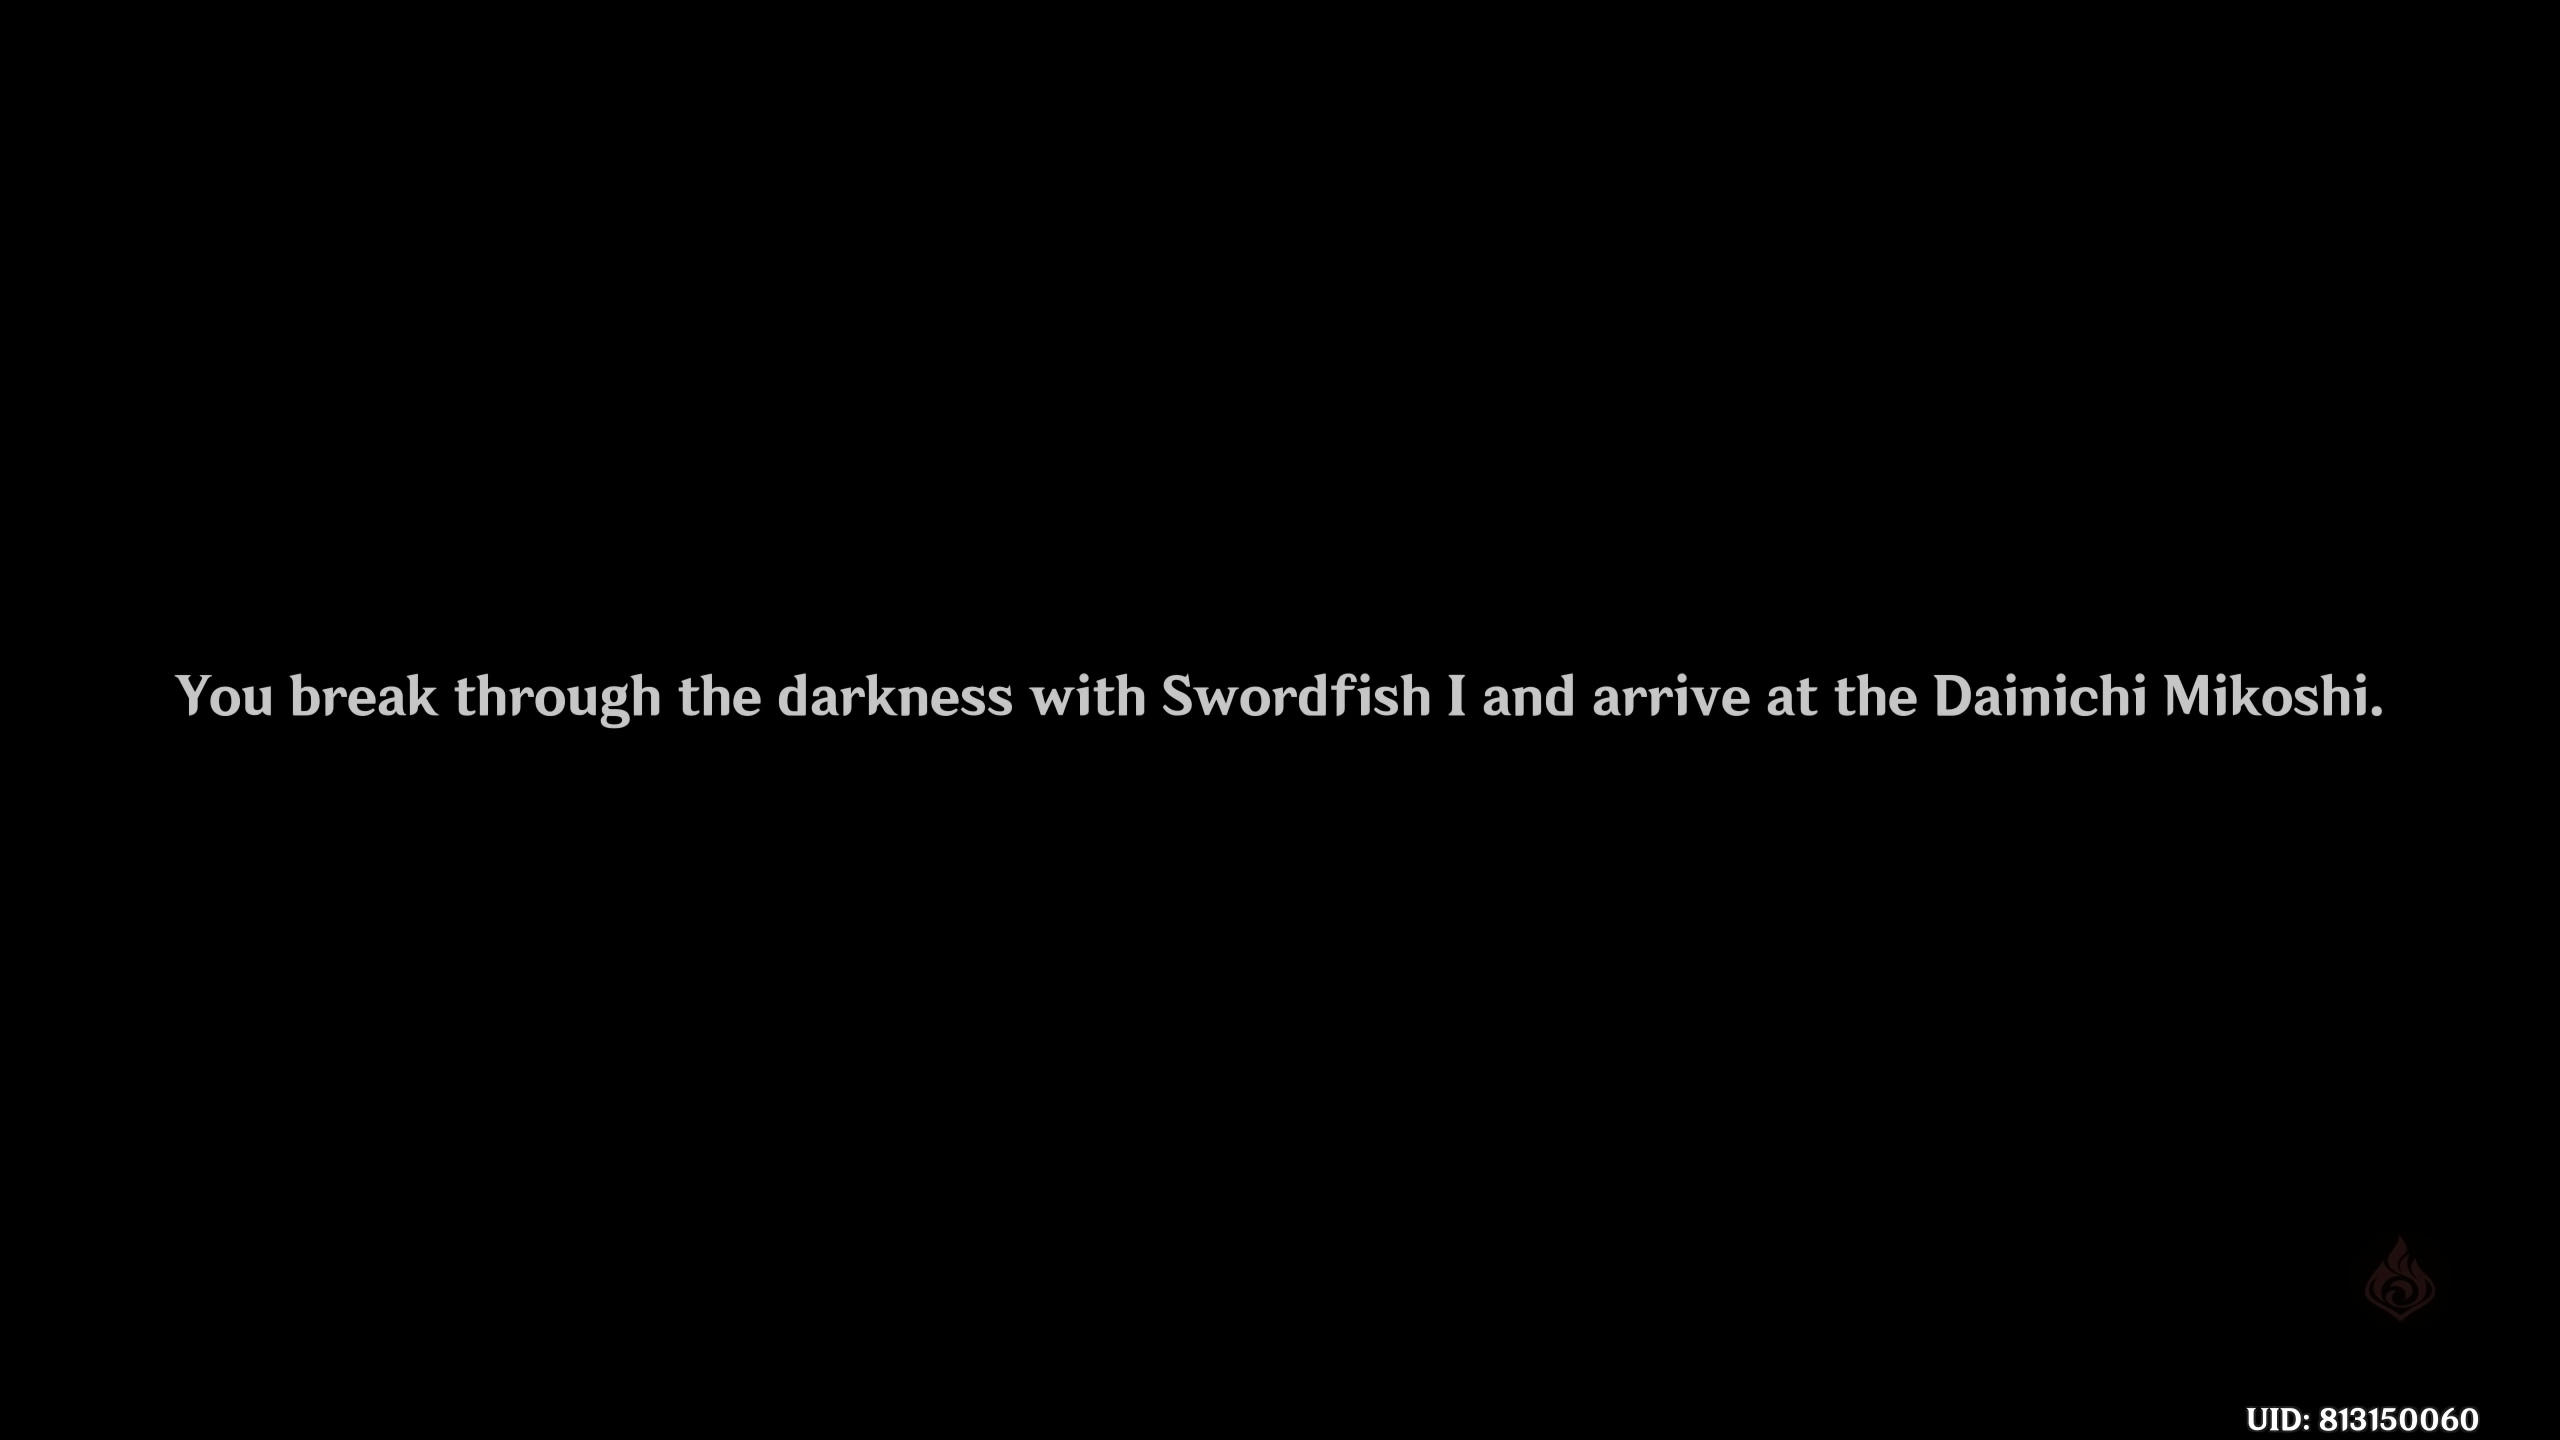 You break through the darkness with Swordfish I and arrive at the Dainichi Mikoshi.
UID: 813150060